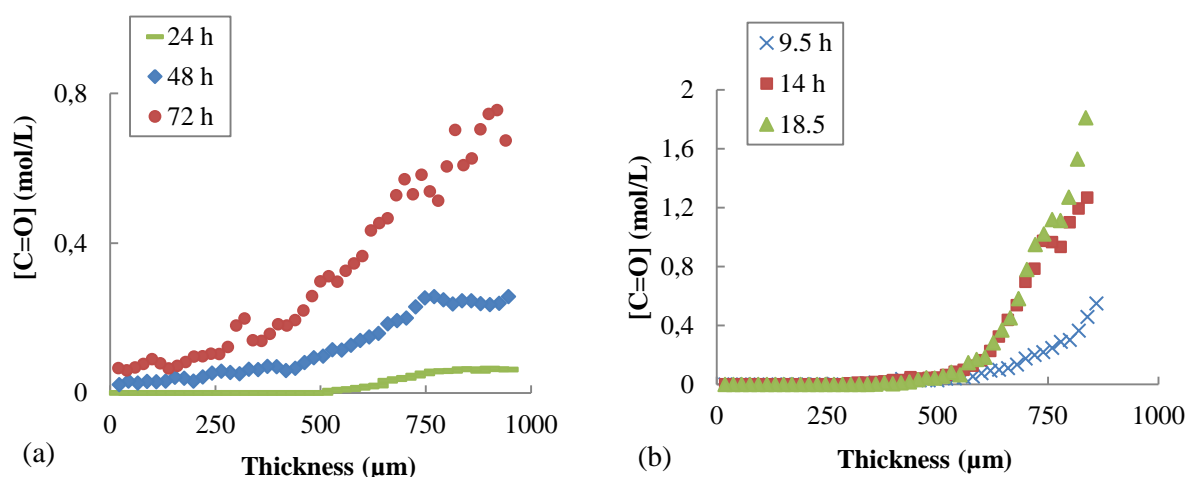 24 h
48 h
72 h
0,8
0,4
0
[C=O] (mol/L)
0 250 500 750 1000
Thickness (µm)
(a)
9.5 h
14 h
18.5
2
1,6
1,2
0,8
0,4
0
[C=O] (mol/L)
0 250 500 750 1000
Thickness (µm)
(b)